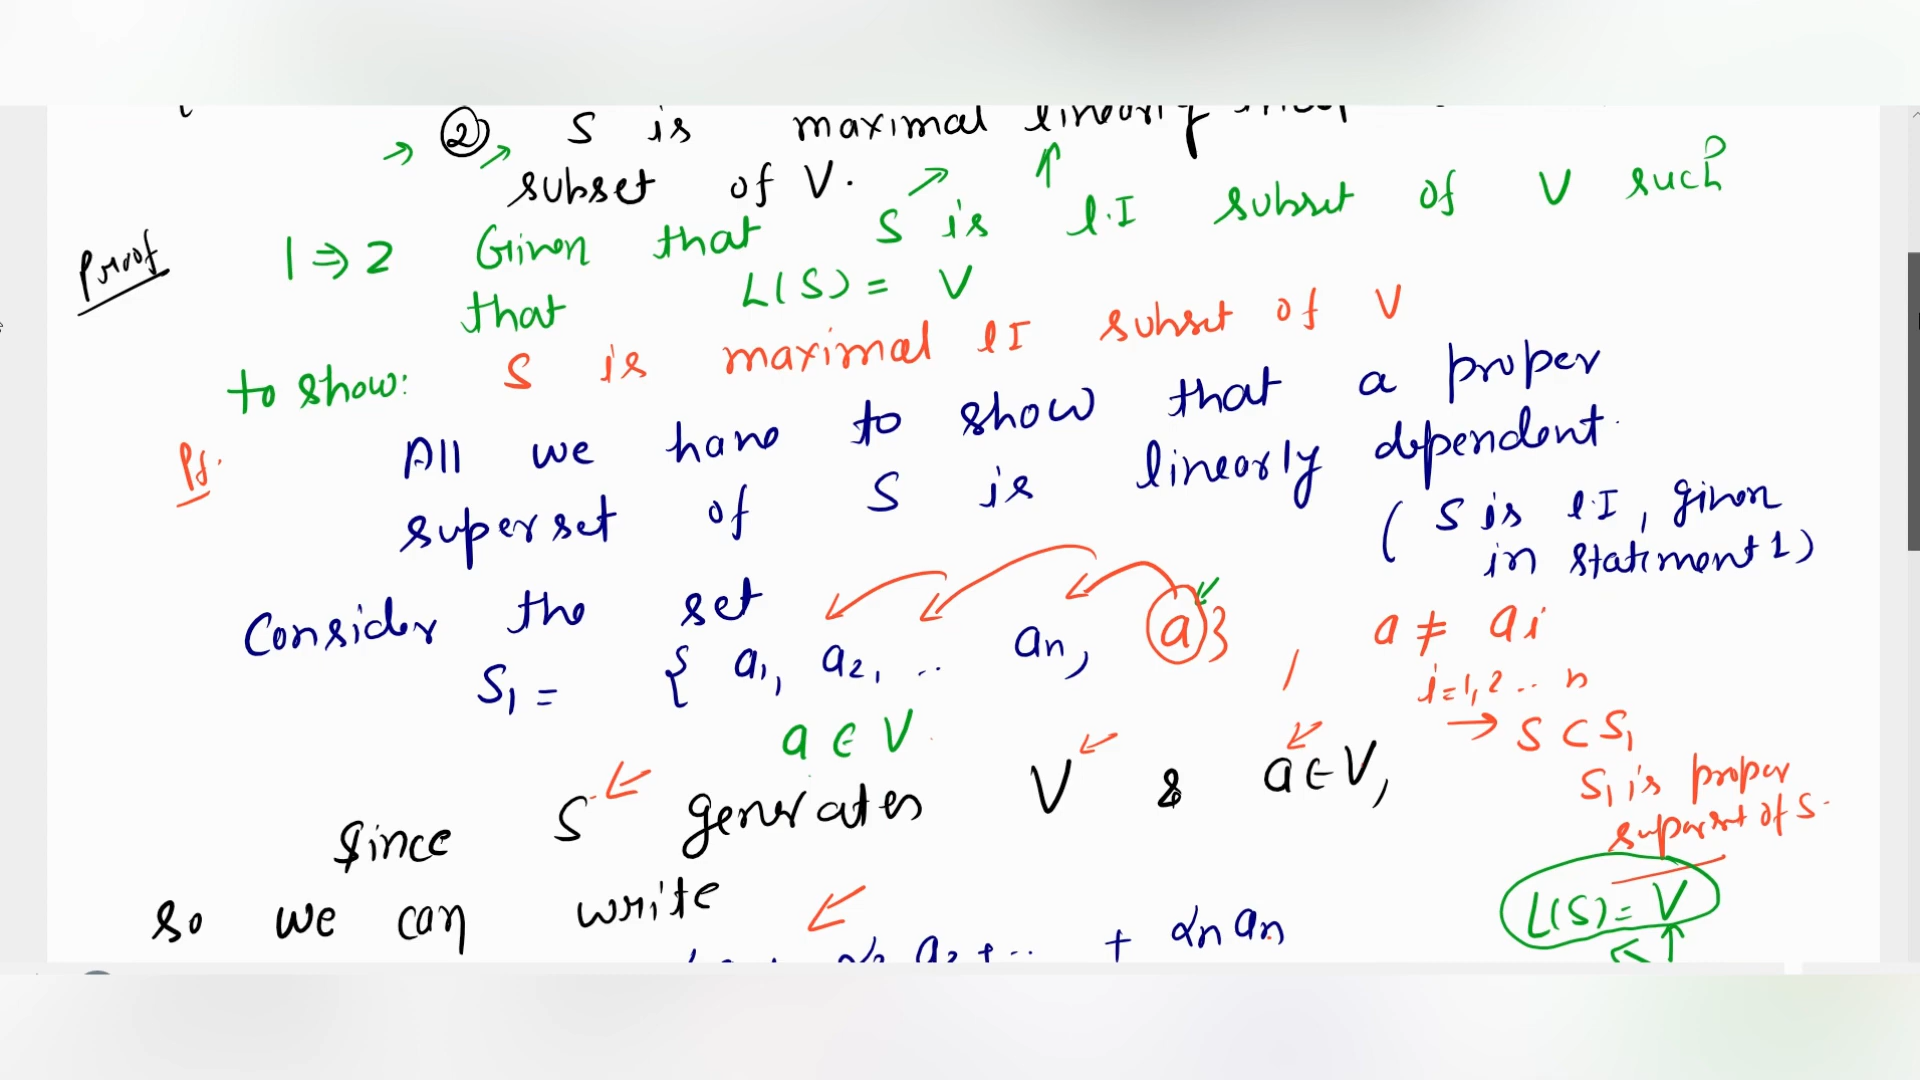 ② S is maximal linearly
subset of V.
Proof 1 ⇒ 2 Given that S is l.I subset of V such
that L(S) = V
to show: S is maximal lI subset of V
Pf. All we have to show that a proper
superset of S is linearly dependent.
( S is l.I, given
in statement 1)
Consider the set
S₁ = { a₁, a₂, .. aₙ, a} , a ≠ aᵢ
i=1,2 .. n
a ∈ V
→ S ⊂ S₁
S₁ is proper
superset of S.
Since S generates V & a∈V,
so we can write
L(S) = V
a₂ + ... + αₙ aₙ